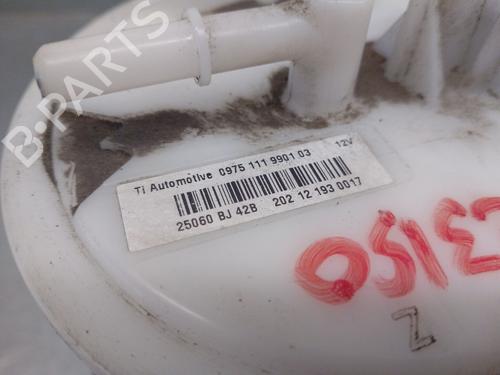 B-PARTS
Ti Automotive 0975 111 9901 03 12V
25060 BJ 42B 202 12 193 0017
Z